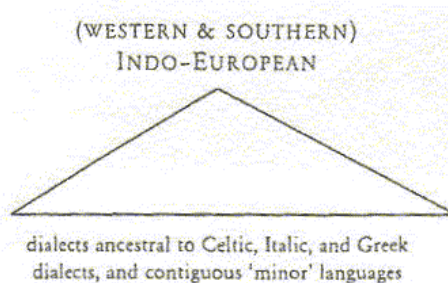 (WESTERN & SOUTHERN)
INDO-EUROPEAN
dialects ancestral to Celtic, Italic, and Greek
dialects, and contiguous 'minor' languages